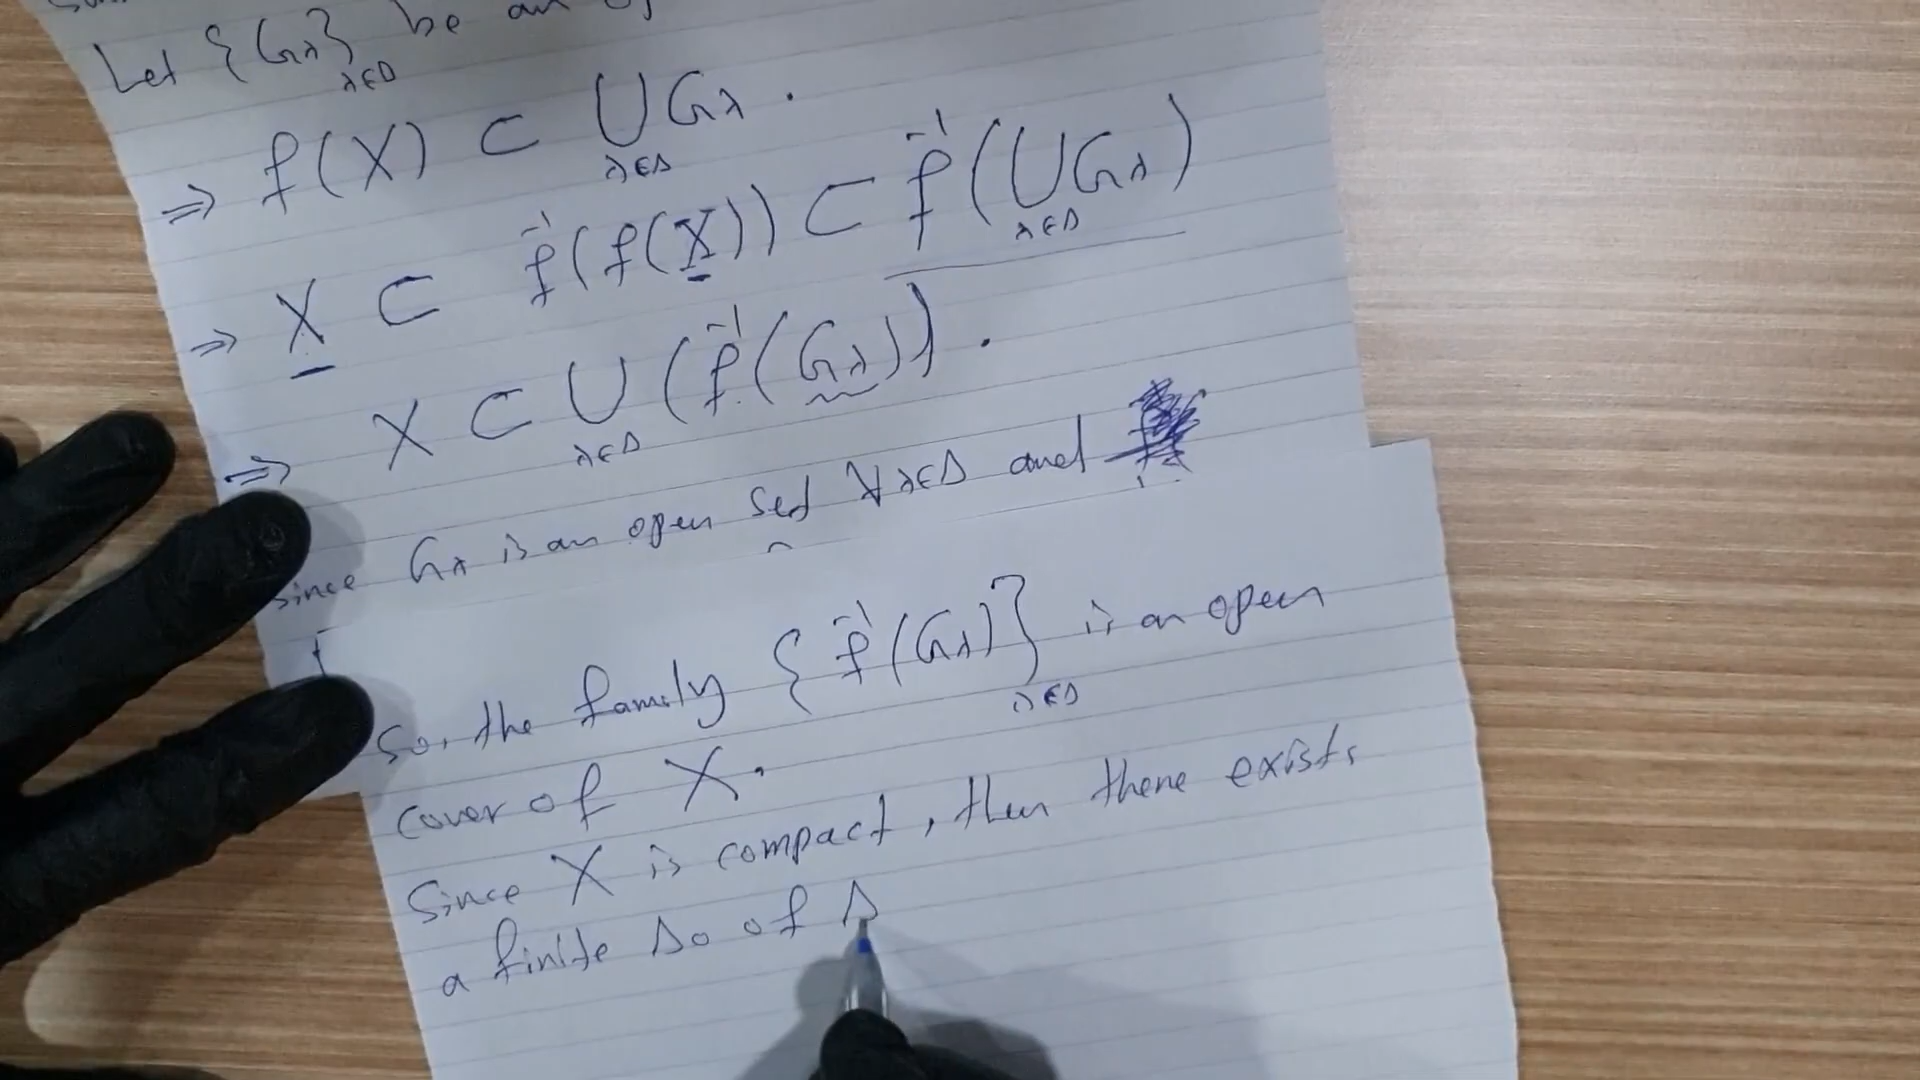 Let {Gλ}λ∈Δ be an
⇒ f(X) ⊂ ⋃λ∈Δ Gλ .
⇒ X ⊂ f⁻¹(f(X)) ⊂ f⁻¹(⋃λ∈Δ Gλ)
⇒ X ⊂ ⋃λ∈Δ (f⁻¹(Gλ)) .
since Gλ is an open set ∀λ∈Δ and
So, the family {f⁻¹(Gλ)}λ∈Δ is an open
cover of X.
Since X is compact, then there exists
a finite Δo of Δ